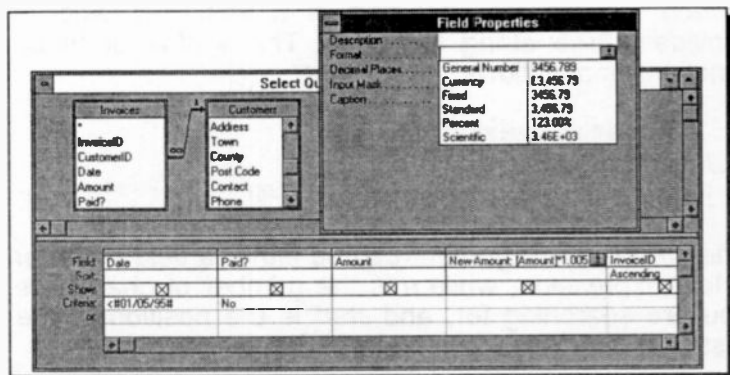 Field Properties
Description
Format
Decimal Places
Input Mask
Caption
General Number 3456.789
Currency £3,456.79
Fixed 3456.79
Standard 3,456.79
Percent 123.00%
Scientific 3.46E+03
Select
Invoices
*
InvoiceID
CustomerID
Date
Amount
Paid?
1
∞
Customers
Address
Town
County
Post Code
Contact
Phone
Field: Date Paid? Amount New Amount: [Amount]*1.005 InvoiceID
Sort: Ascending
Show:
Criteria: <#01/05/95# No
or: